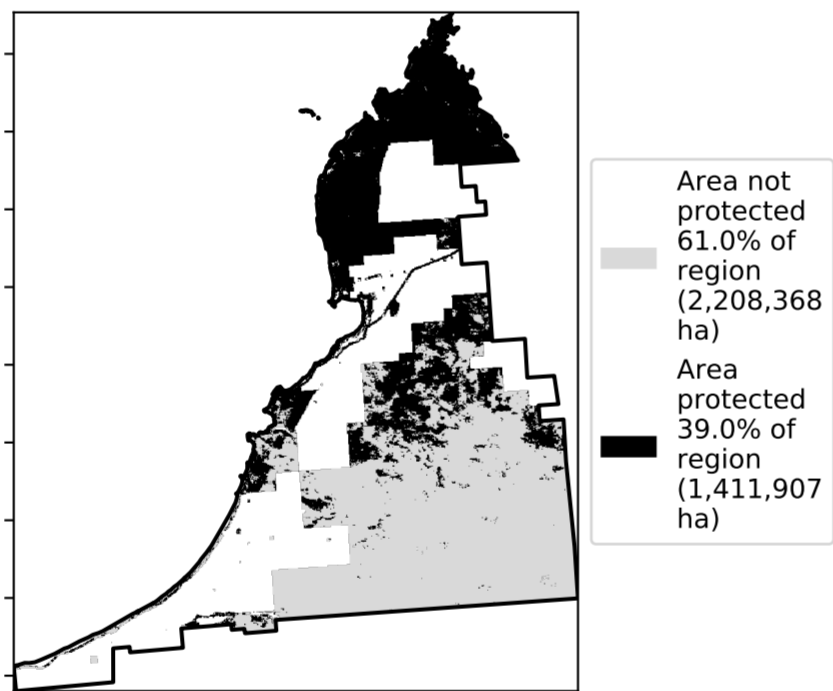 Area not
protected
61.0% of
region
(2,208,368
ha)
Area
protected
39.0% of
region
(1,411,907
ha)